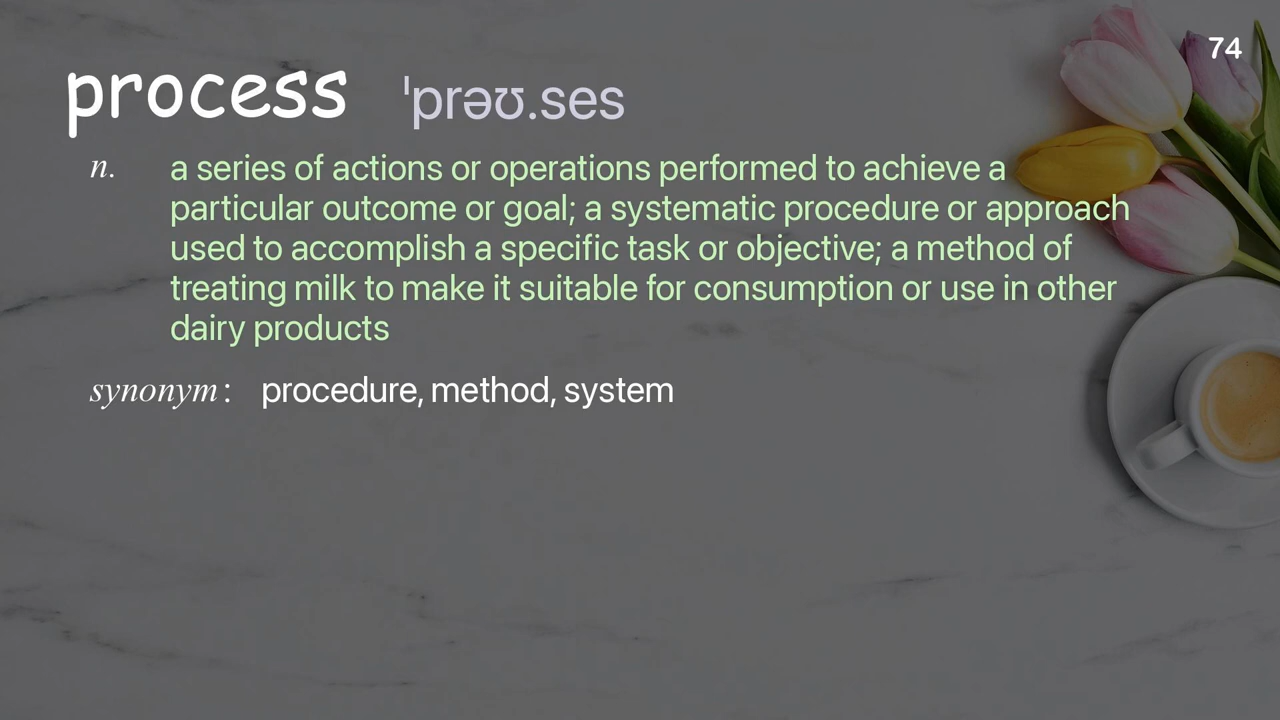 74
process ˈprəʊ.ses
n. a series of actions or operations performed to achieve a
particular outcome or goal; a systematic procedure or approach
used to accomplish a specific task or objective; a method of
treating milk to make it suitable for consumption or use in other
dairy products
synonym: procedure, method, system